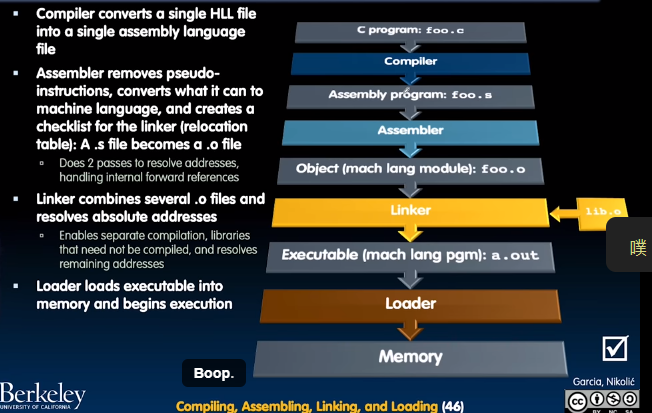 Compiler converts a single HLL file
into a single assembly language
file
Assembler removes pseudo-
instructions, converts what it can to
machine language, and creates a
checklist for the linker (relocation
table): A .s file becomes a .o file
Does 2 passes to resolve addresses,
handling internal forward references
Linker combines several .o files and
resolves absolute addresses
Enables separate compilation, libraries
that need not be compiled, and resolves
remaining addresses
Loader loads executable into
memory and begins execution
C program: foo.c
Compiler
Assembly program: foo.s
Assembler
Object (mach lang module): foo.o
Linker
lib.o
Executable (mach lang pgm): a.out
Loader
Memory
噗
Boop.
Berkeley
UNIVERSITY OF CALIFORNIA
Compiling, Assembling, Linking, and Loading (46)
Garcia, Nikolić
cc
BY NC SA